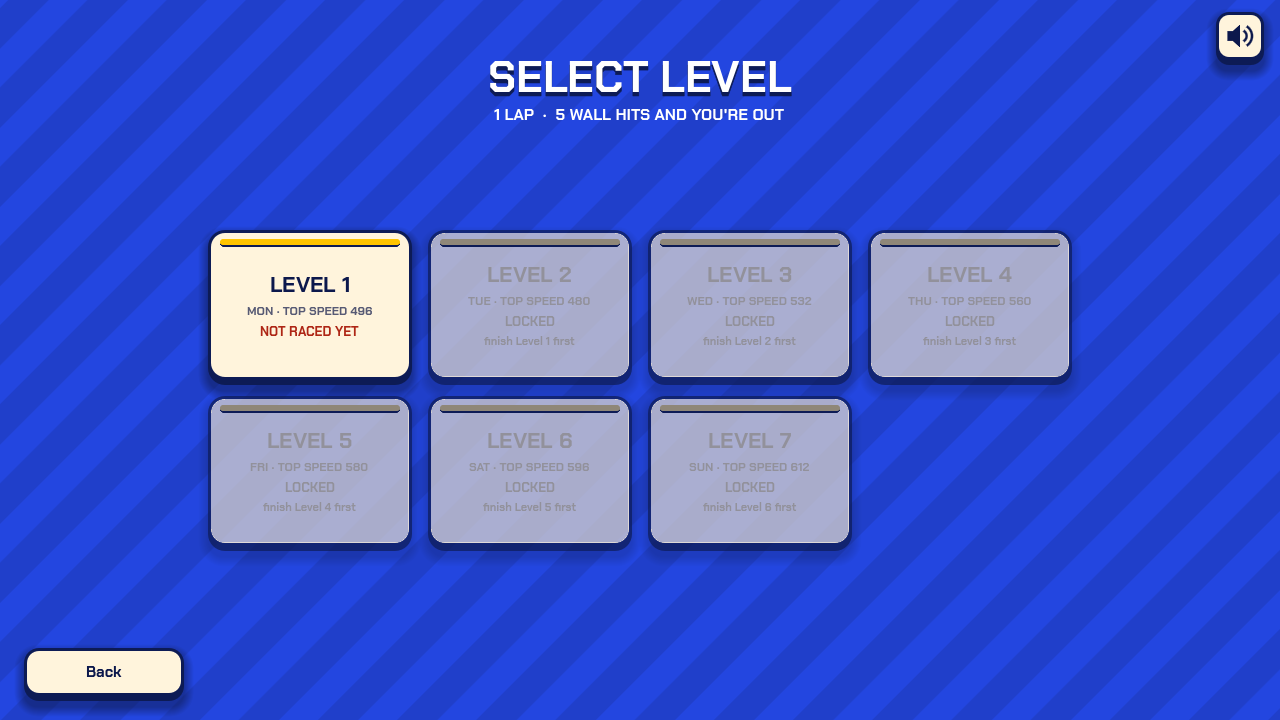 SELECT LEVEL
1 LAP · 5 WALL HITS AND YOU'RE OUT
LEVEL 1
MON · TOP SPEED 496
NOT RACED YET
LEVEL 2
TUE · TOP SPEED 480
LOCKED
finish Level 1 first
LEVEL 3
WED · TOP SPEED 532
LOCKED
finish Level 2 first
LEVEL 4
THU · TOP SPEED 560
LOCKED
finish Level 3 first
LEVEL 5
FRI · TOP SPEED 580
LOCKED
finish Level 4 first
LEVEL 6
SAT · TOP SPEED 596
LOCKED
finish Level 5 first
LEVEL 7
SUN · TOP SPEED 612
LOCKED
finish Level 6 first
Back